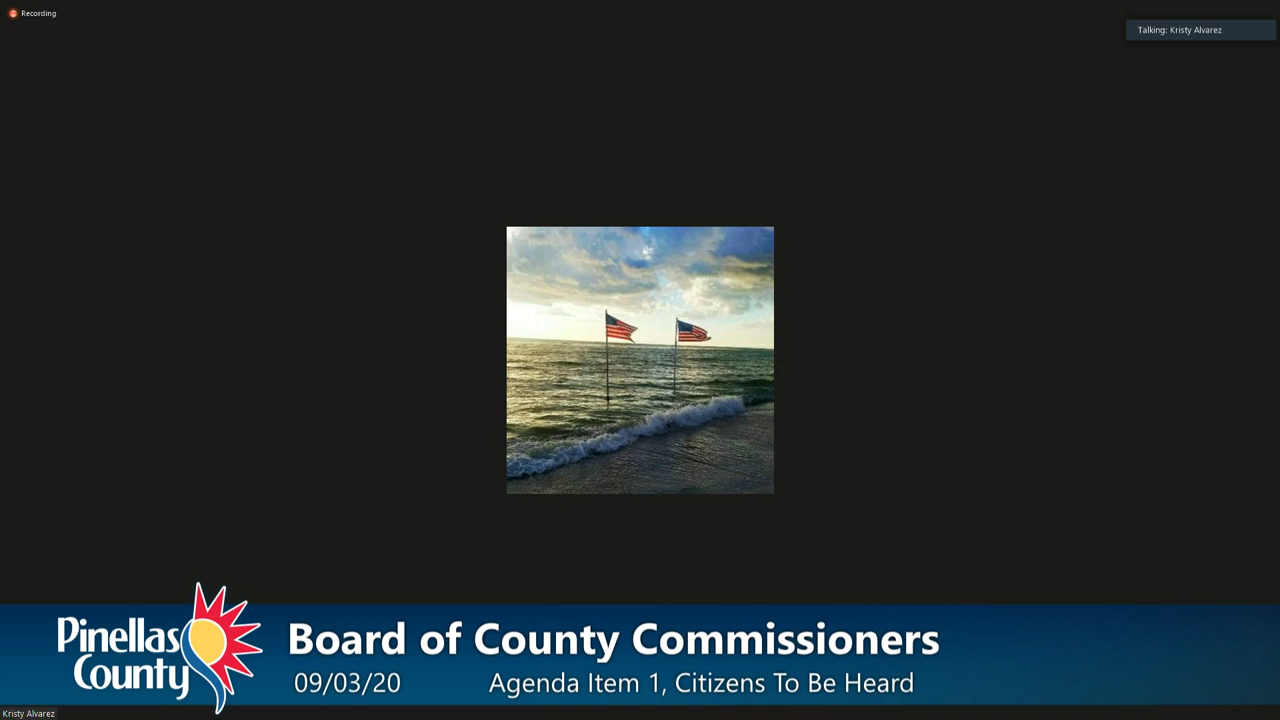 Recording
Talking: Kristy Alvarez
Pinellas
County
Board of County Commissioners
09/03/20
Agenda Item 1, Citizens To Be Heard
Kristy Alvarez